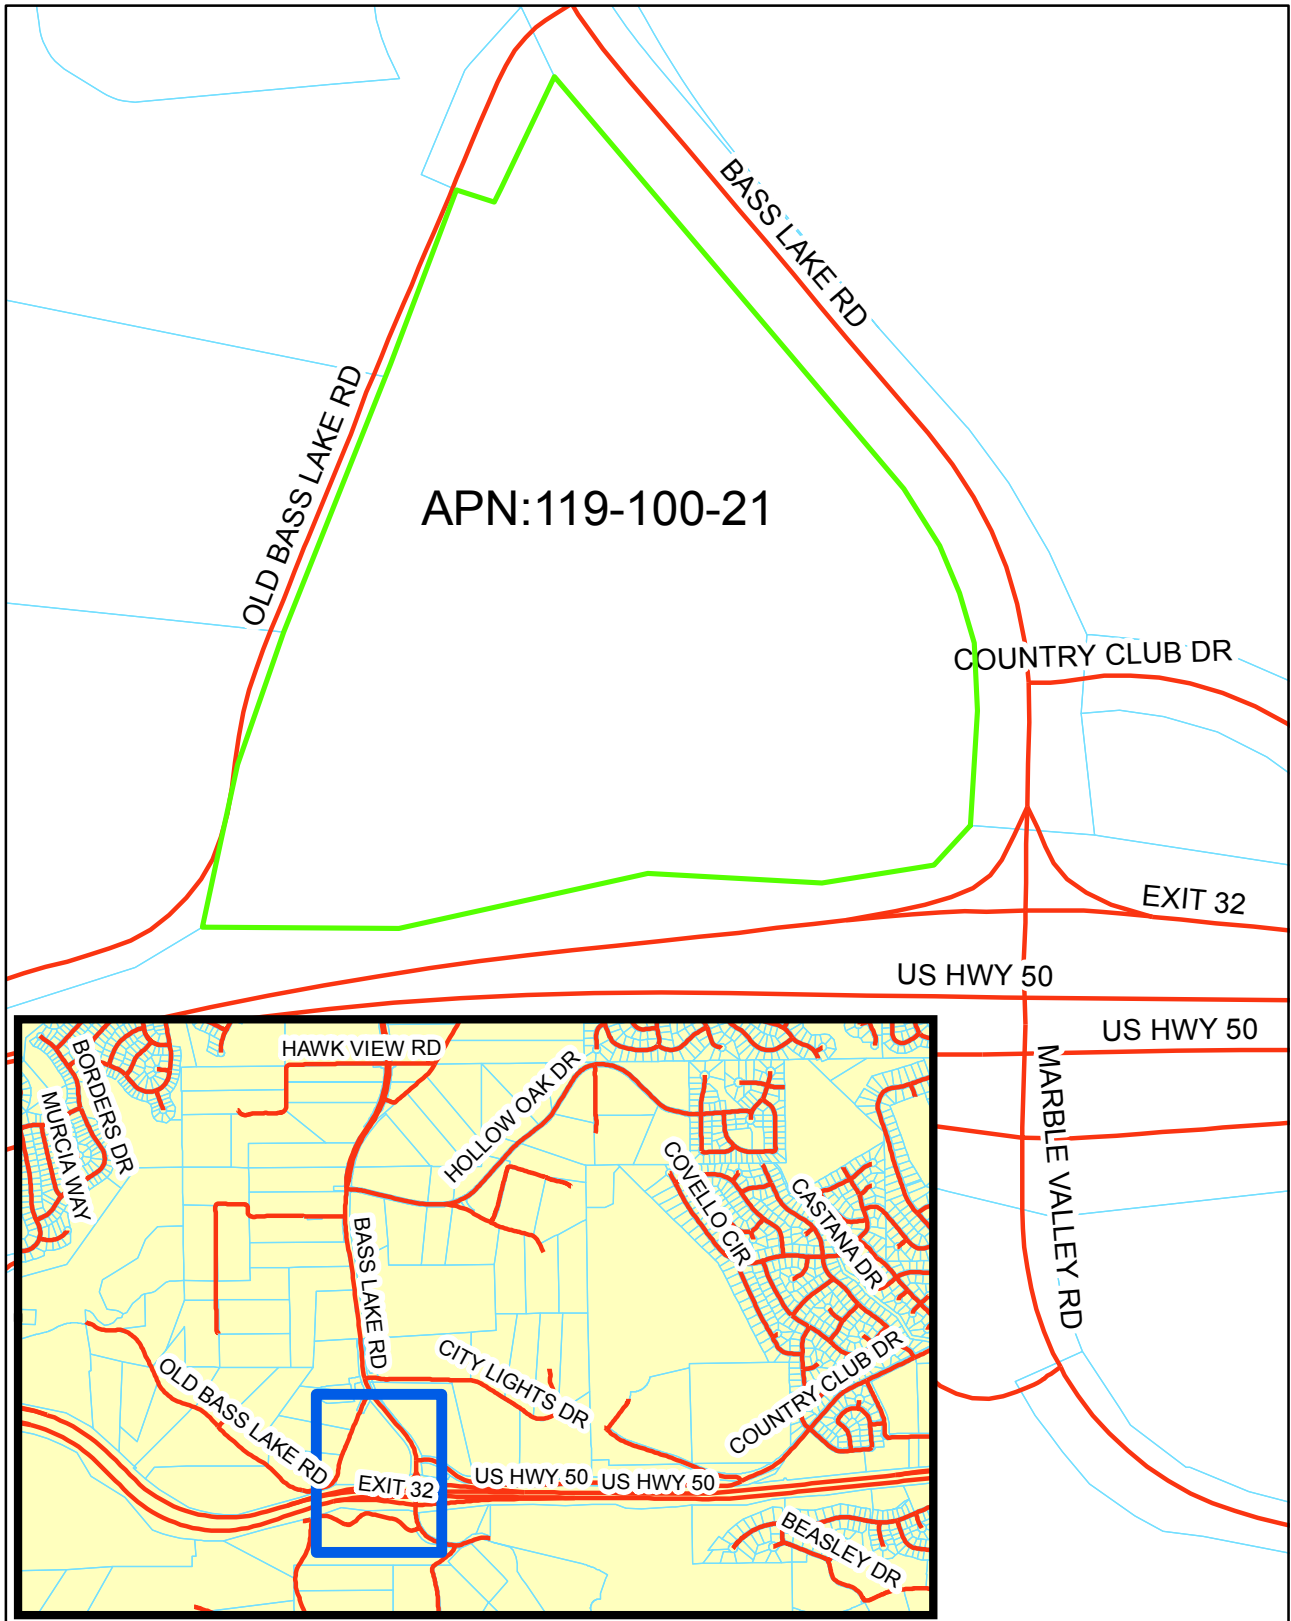 BASS LAKE RD
OLD BASS LAKE RD
APN:119-100-21
COUNTRY CLUB DR
EXIT 32
US HWY 50
US HWY 50
MARBLE VALLEY RD
HAWK VIEW RD
BORDERS DR
MURCIA WAY
HOLLOW OAK DR
COVELLO CIR
CASTANA DR
BASS LAKE RD
CITY LIGHTS DR
COUNTRY CLUB DR
OLD BASS LAKE RD
EXIT 32
US HWY 50
US HWY 50
BEASLEY DR